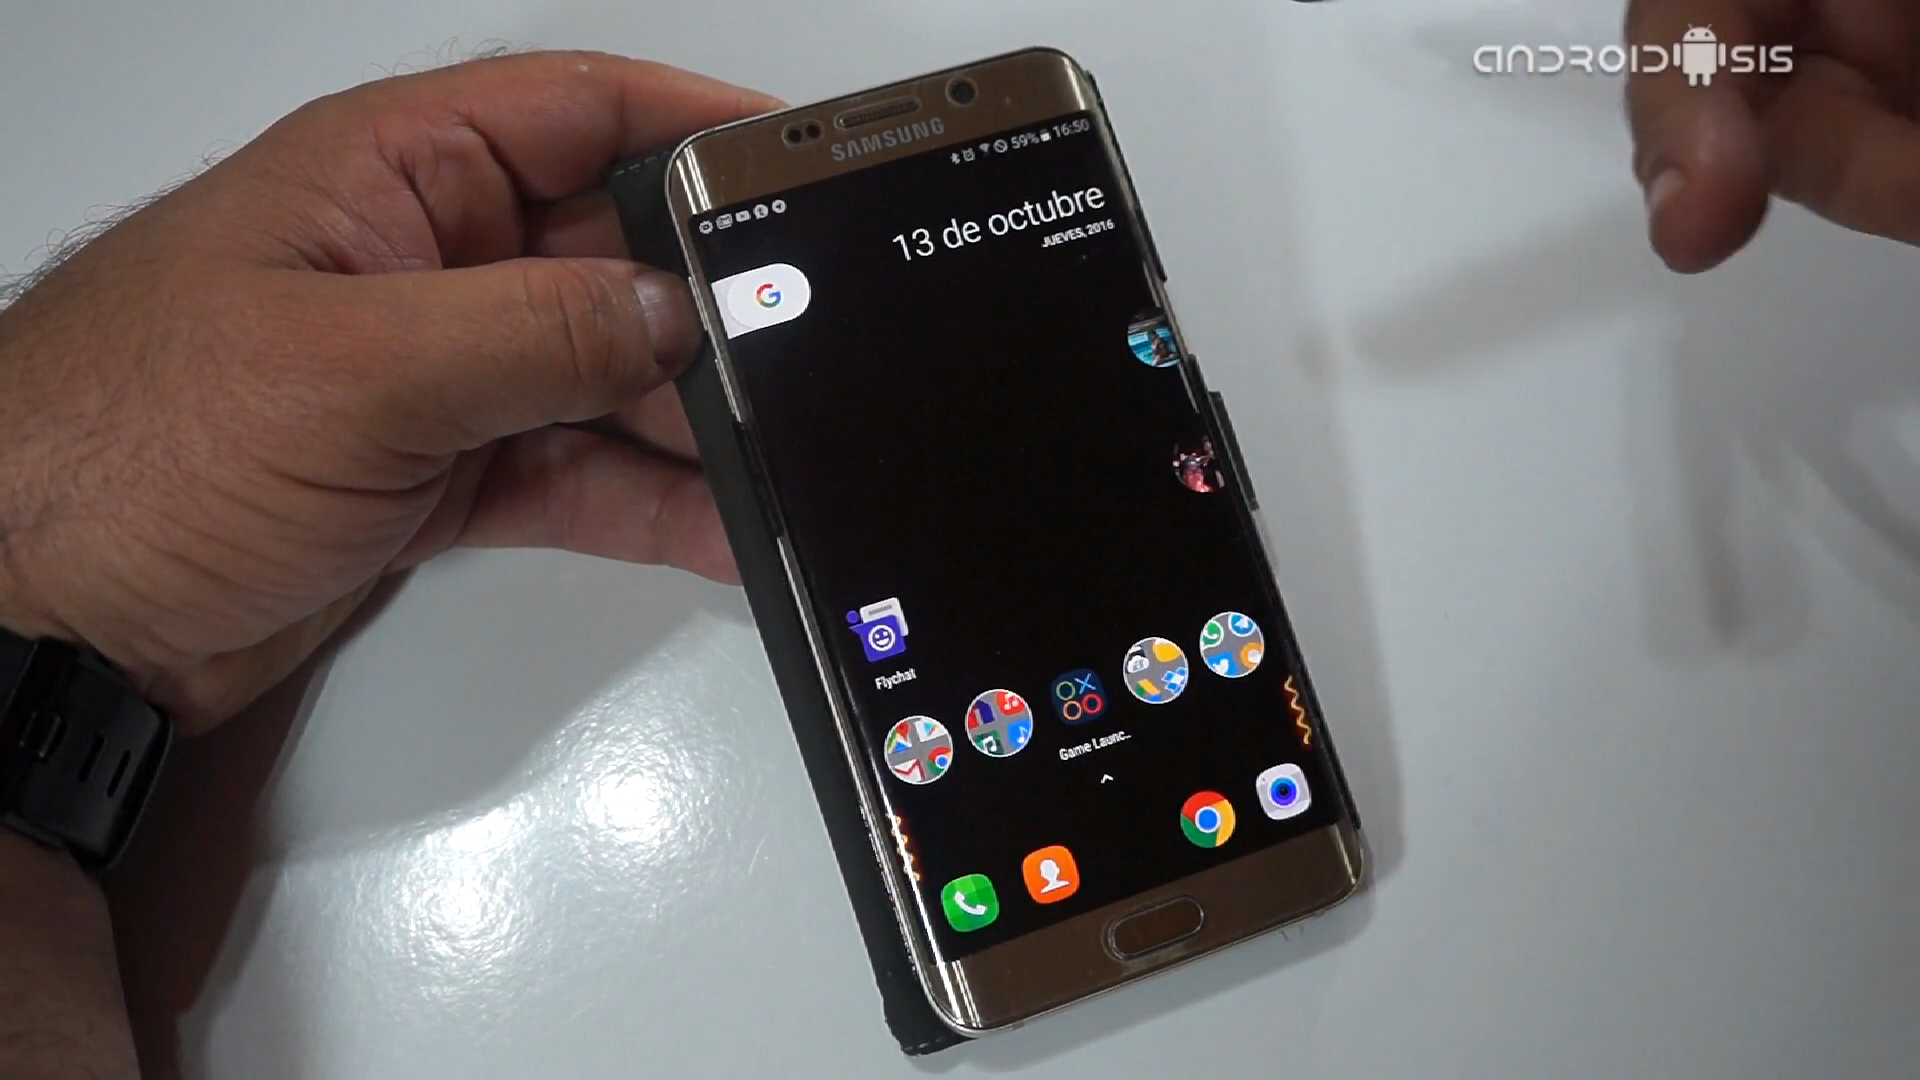 ANDROIDSIS
SAMSUNG
59% 16:50
13 de octubre
JUEVES, 2016
G
Flychat
Game Launc..